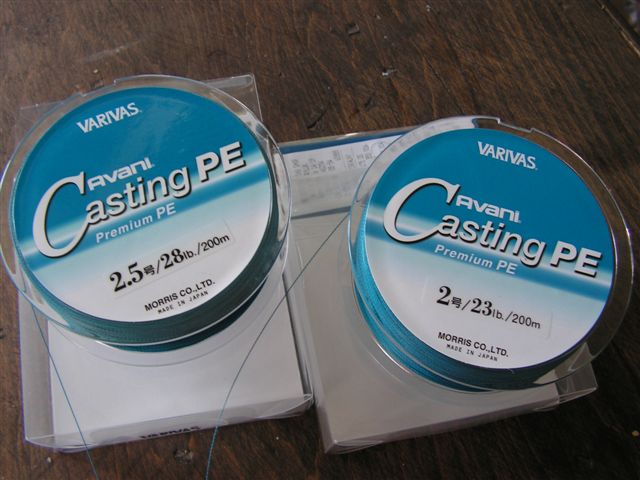 VARIVAS
Avani
Casting PE
Premium PE
2.5号/28lb./200m
MORRIS CO.,LTD.
MADE IN JAPAN
VARIVAS
VARIVAS
Avani
Casting PE
Premium PE
2号/23lb./200m
MORRIS CO.,LTD.
MADE IN JAPAN